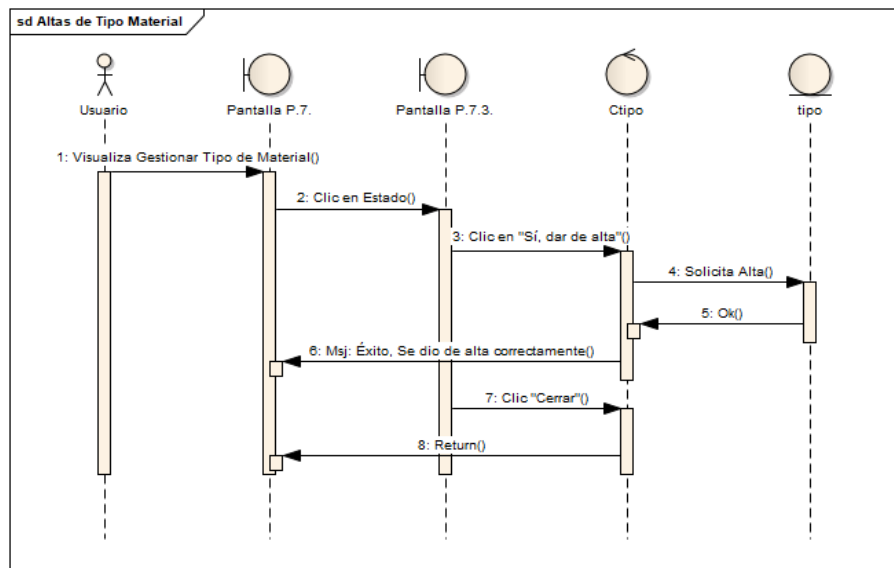 sd Altas de Tipo Material
Usuario
Pantalla P.7.
Pantalla P.7.3.
Ctipo
tipo
1: Visualiza Gestionar Tipo de Material()
2: Clic en Estado()
3: Clic en "Sí, dar de alta"()
4: Solicita Alta()
5: Ok()
6: Msj: Éxito, Se dio de alta correctamente()
7: Clic "Cerrar"()
8: Return()